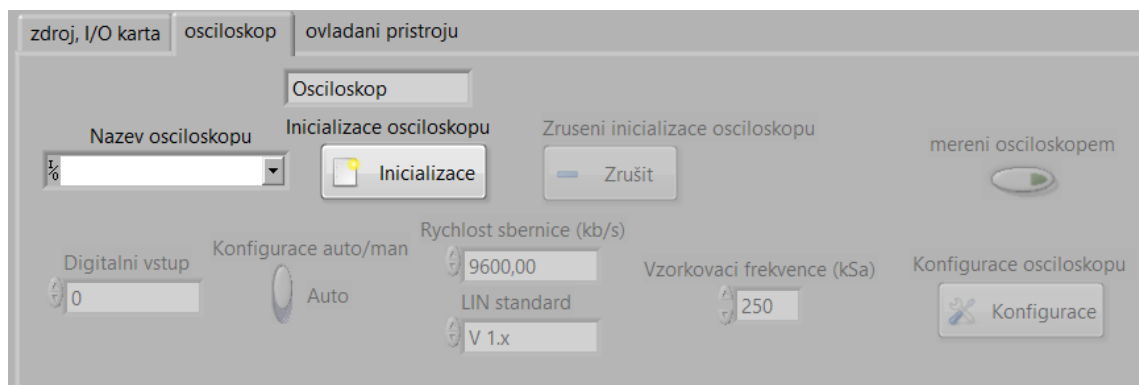 zdroj, I/O karta
osciloskop
ovladani pristroju
Osciloskop
Nazev osciloskopu
Inicializace osciloskopu
Zruseni inicializace osciloskopu
mereni osciloskopem
I/O
Inicializace
Zrušit
Rychlost sbernice (kb/s)
Digitalni vstup
Konfigurace auto/man
9600,00
Vzorkovaci frekvence (kSa)
Konfigurace osciloskopu
0
Auto
LIN standard
250
Konfigurace
V 1.x